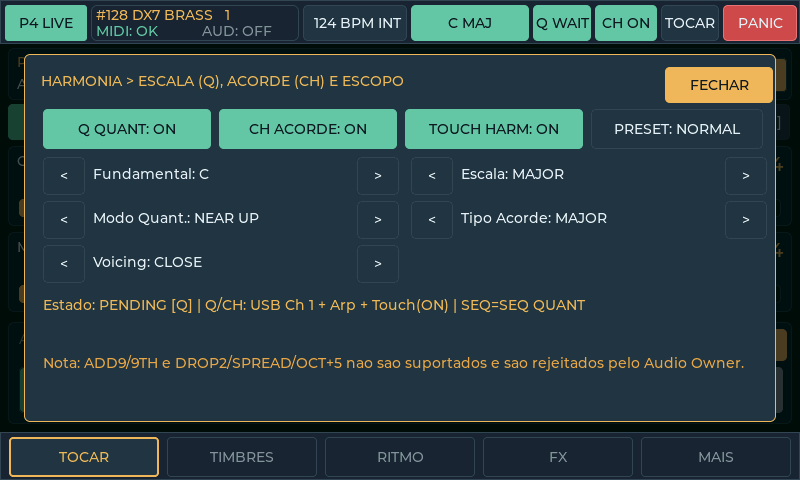 P4 LIVE
#128 DX7 BRASS 1
MIDI: OK AUD: OFF
124 BPM INT
C MAJ
Q WAIT
CH ON
TOCAR
PANIC
HARMONIA > ESCALA (Q), ACORDE (CH) E ESCOPO
FECHAR
Q QUANT: ON
CH ACORDE: ON
TOUCH HARM: ON
PRESET: NORMAL
< Fundamental: C >
< Escala: MAJOR >
< Modo Quant.: NEAR UP >
< Tipo Acorde: MAJOR >
< Voicing: CLOSE >
Estado: PENDING [Q] | Q/CH: USB Ch 1 + Arp + Touch(ON) | SEQ=SEQ QUANT
Nota: ADD9/9TH e DROP2/SPREAD/OCT+5 nao sao suportados e sao rejeitados pelo Audio Owner.
TOCAR
TIMBRES
RITMO
FX
MAIS